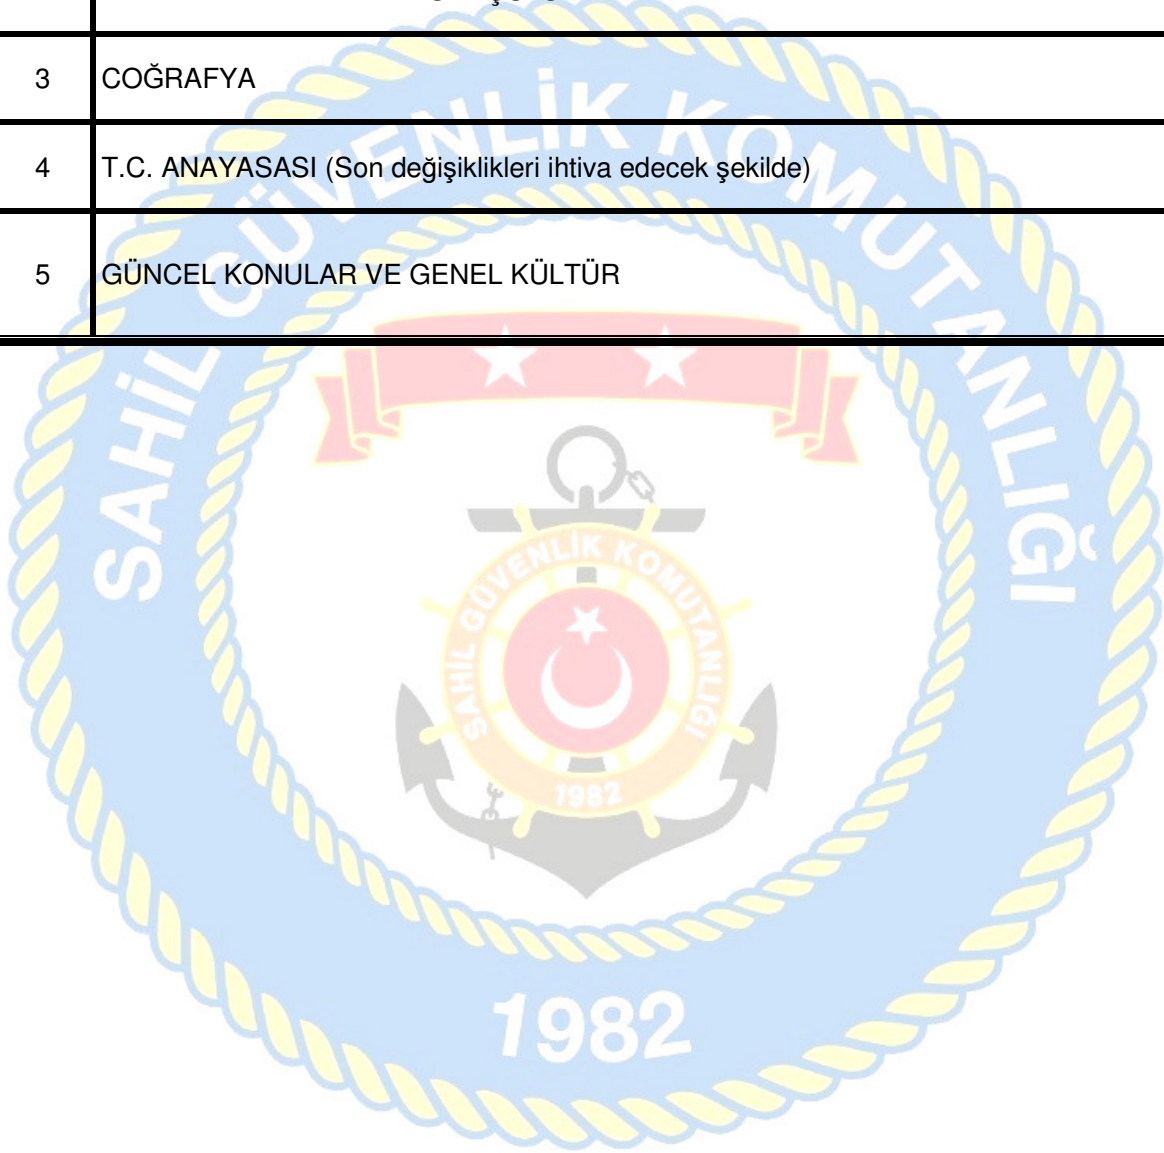 3 COĞRAFYA
4 T.C. ANAYASASI (Son değişiklikleri ihtiva edecek şekilde)
5 GÜNCEL KONULAR VE GENEL KÜLTÜR
SAHİL GÜVENLİK KOMUTANLIĞI
SAHİL GÜVENLİK KOMUTANLIĞI
1982
1982